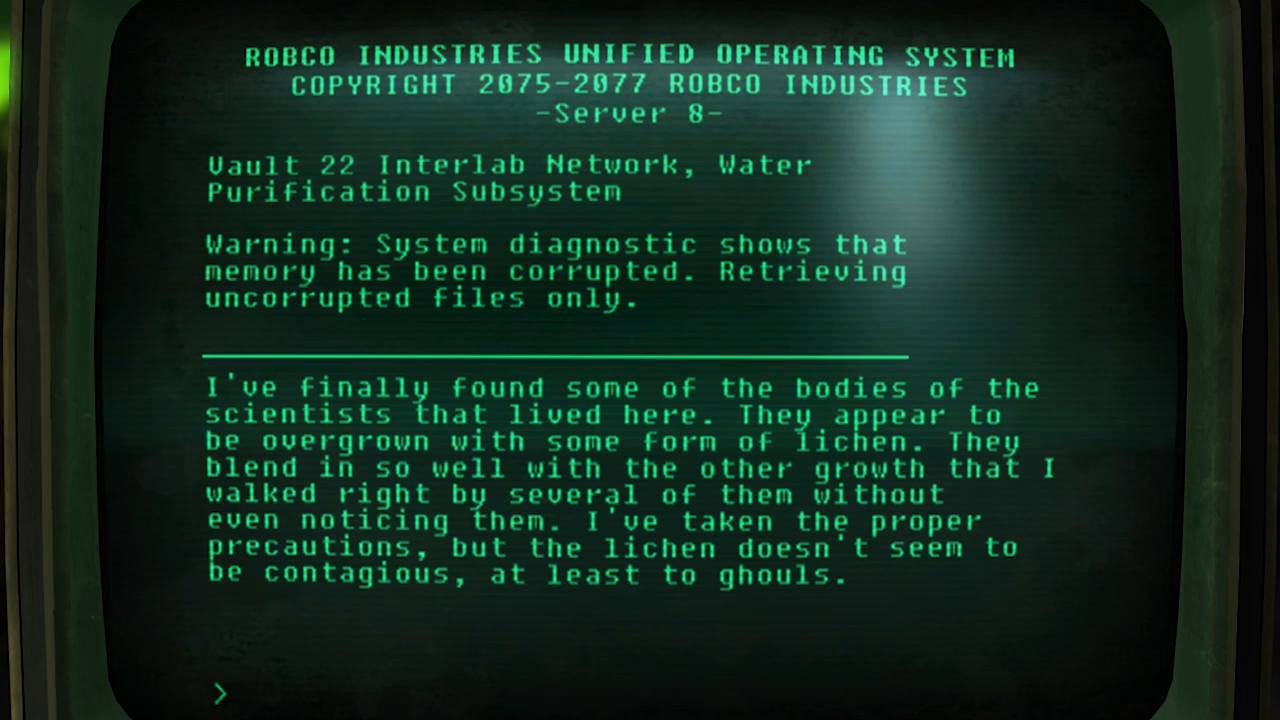 ROBCO INDUSTRIES UNIFIED OPERATING SYSTEM
COPYRIGHT 2075-2077 ROBCO INDUSTRIES
-Server 8-
Vault 22 Interlab Network, Water
Purification Subsystem
Warning: System diagnostic shows that
memory has been corrupted. Retrieving
uncorrupted files only.
I've finally found some of the bodies of the
scientists that lived here. They appear to
be overgrown with some form of lichen. They
blend in so well with the other growth that I
walked right by several of them without
even noticing them. I've taken the proper
precautions, but the lichen doesn't seem to
be contagious, at least to ghouls.
>